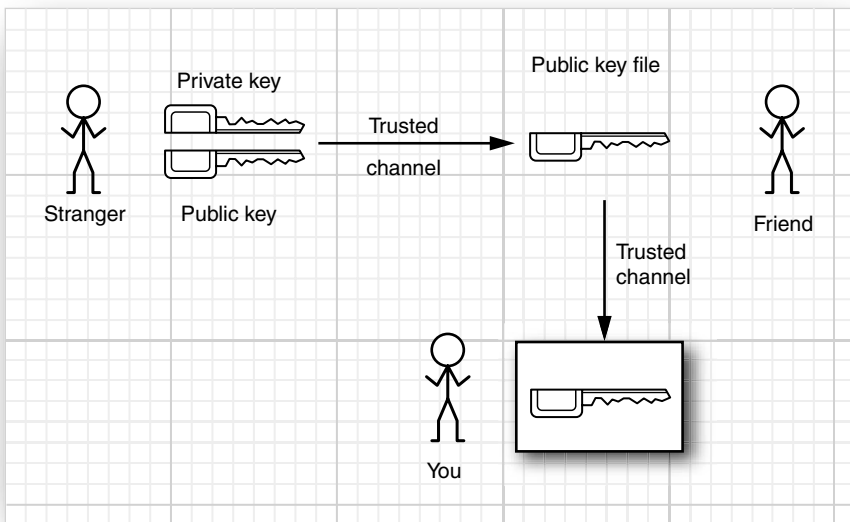 Private key
Public key file
Trusted
channel
Stranger
Public key
Friend
Trusted
channel
You